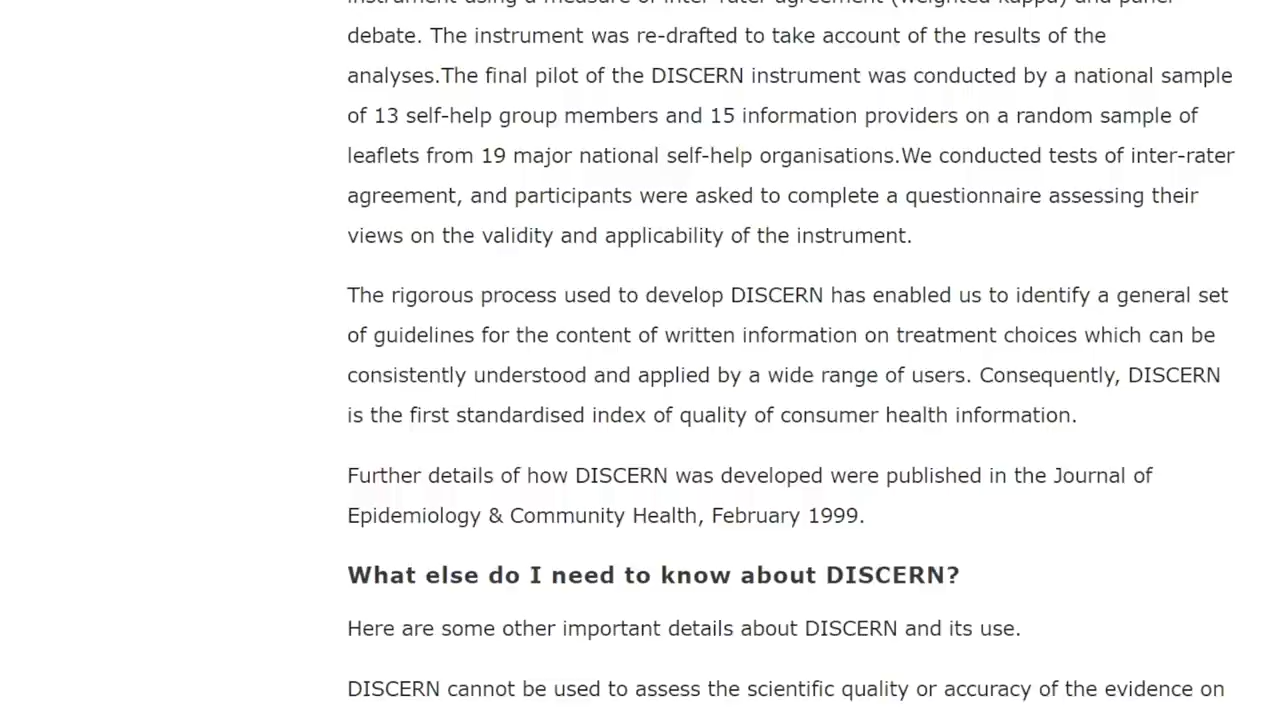 debate. The instrument was re-drafted to take account of the results of the
analyses.The final pilot of the DISCERN instrument was conducted by a national sample
of 13 self-help group members and 15 information providers on a random sample of
leaflets from 19 major national self-help organisations.We conducted tests of inter-rater
agreement, and participants were asked to complete a questionnaire assessing their
views on the validity and applicability of the instrument.
The rigorous process used to develop DISCERN has enabled us to identify a general set
of guidelines for the content of written information on treatment choices which can be
consistently understood and applied by a wide range of users. Consequently, DISCERN
is the first standardised index of quality of consumer health information.
Further details of how DISCERN was developed were published in the Journal of
Epidemiology & Community Health, February 1999.
What else do I need to know about DISCERN?
Here are some other important details about DISCERN and its use.
DISCERN cannot be used to assess the scientific quality or accuracy of the evidence on